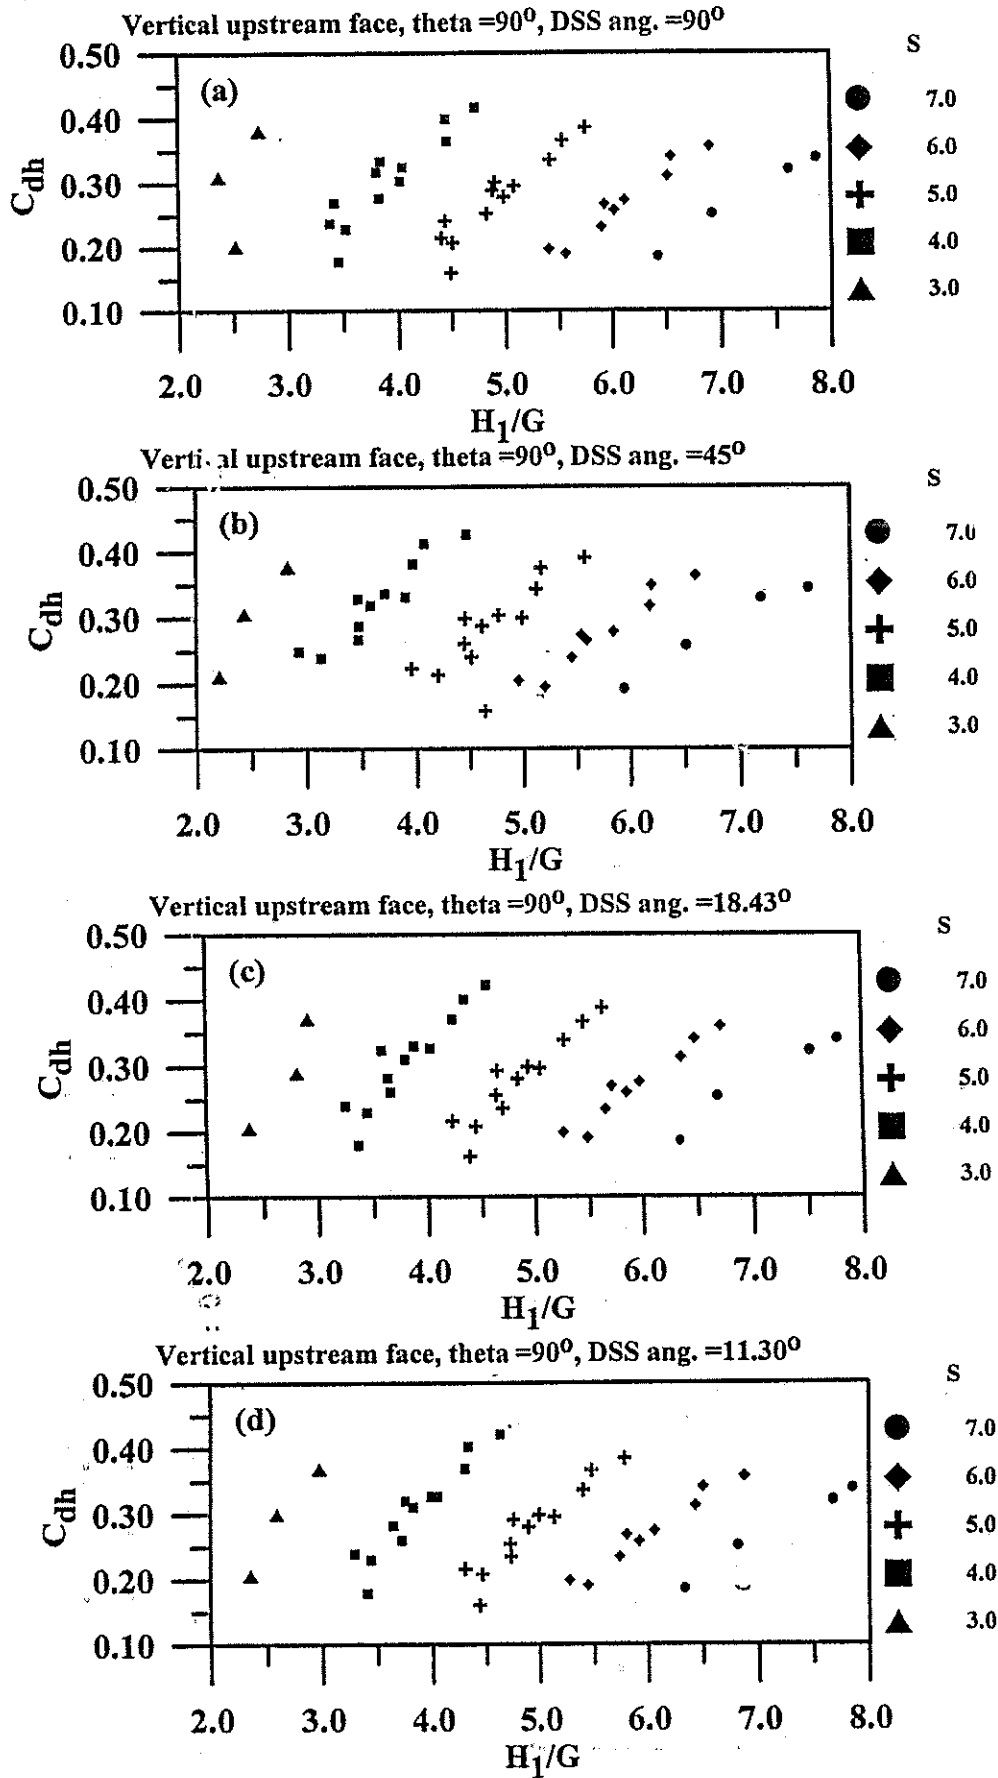 Vertical upstream face, theta =90⁰, DSS ang. =90⁰
S
0.50
(a)
0.40
0.30
0.20
0.10
C_dh
7.0
6.0
5.0
4.0
3.0
2.0 3.0 4.0 5.0 6.0 7.0 8.0
H₁/G
Verti al upstream face, theta =90⁰, DSS ang. =45⁰
S
0.50
(b)
0.40
0.30
0.20
0.10
C_dh
7.0
6.0
5.0
4.0
3.0
2.0 3.0 4.0 5.0 6.0 7.0 8.0
H₁/G
Vertical upstream face, theta =90⁰, DSS ang. =18.43⁰
S
0.50
(c)
0.40
0.30
0.20
0.10
C_dh
7.0
6.0
5.0
4.0
3.0
2.0 3.0 4.0 5.0 6.0 7.0 8.0
H₁/G
Vertical upstream face, theta =90⁰, DSS ang. =11.30⁰
S
0.50
(d)
0.40
0.30
0.20
0.10
C_dh
7.0
6.0
5.0
4.0
3.0
2.0 3.0 4.0 5.0 6.0 7.0 8.0
H₁/G